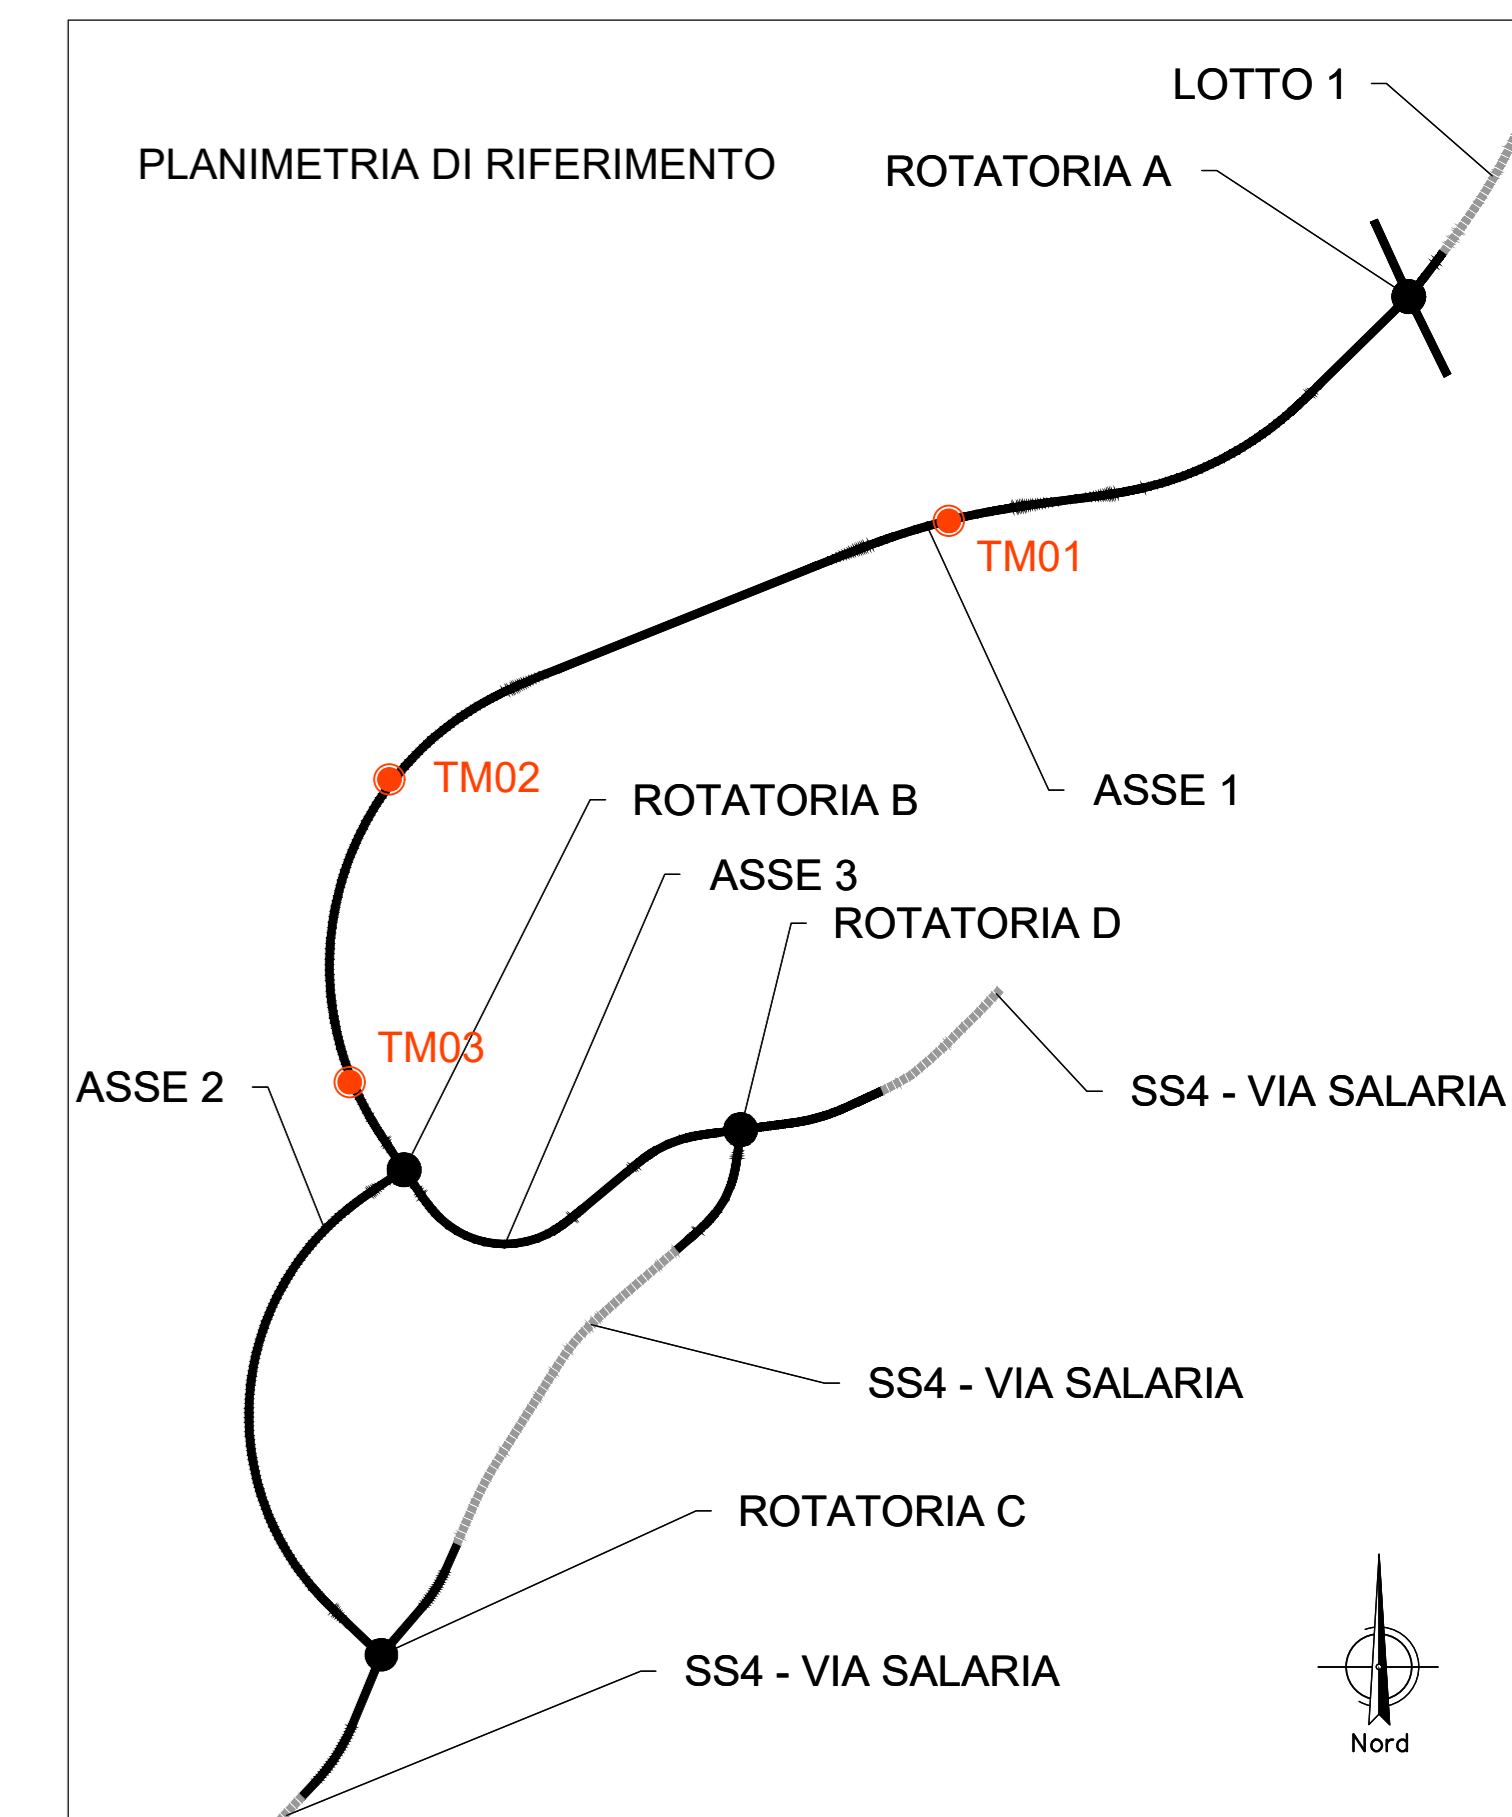 LOTTO 1
PLANIMETRIA DI RIFERIMENTO
ROTATORIA A
TM01
TM02
ROTATORIA B
ASSE 1
ASSE 3
ROTATORIA D
TM03
ASSE 2
SS4 - VIA SALARIA
SS4 - VIA SALARIA
ROTATORIA C
SS4 - VIA SALARIA
Nord